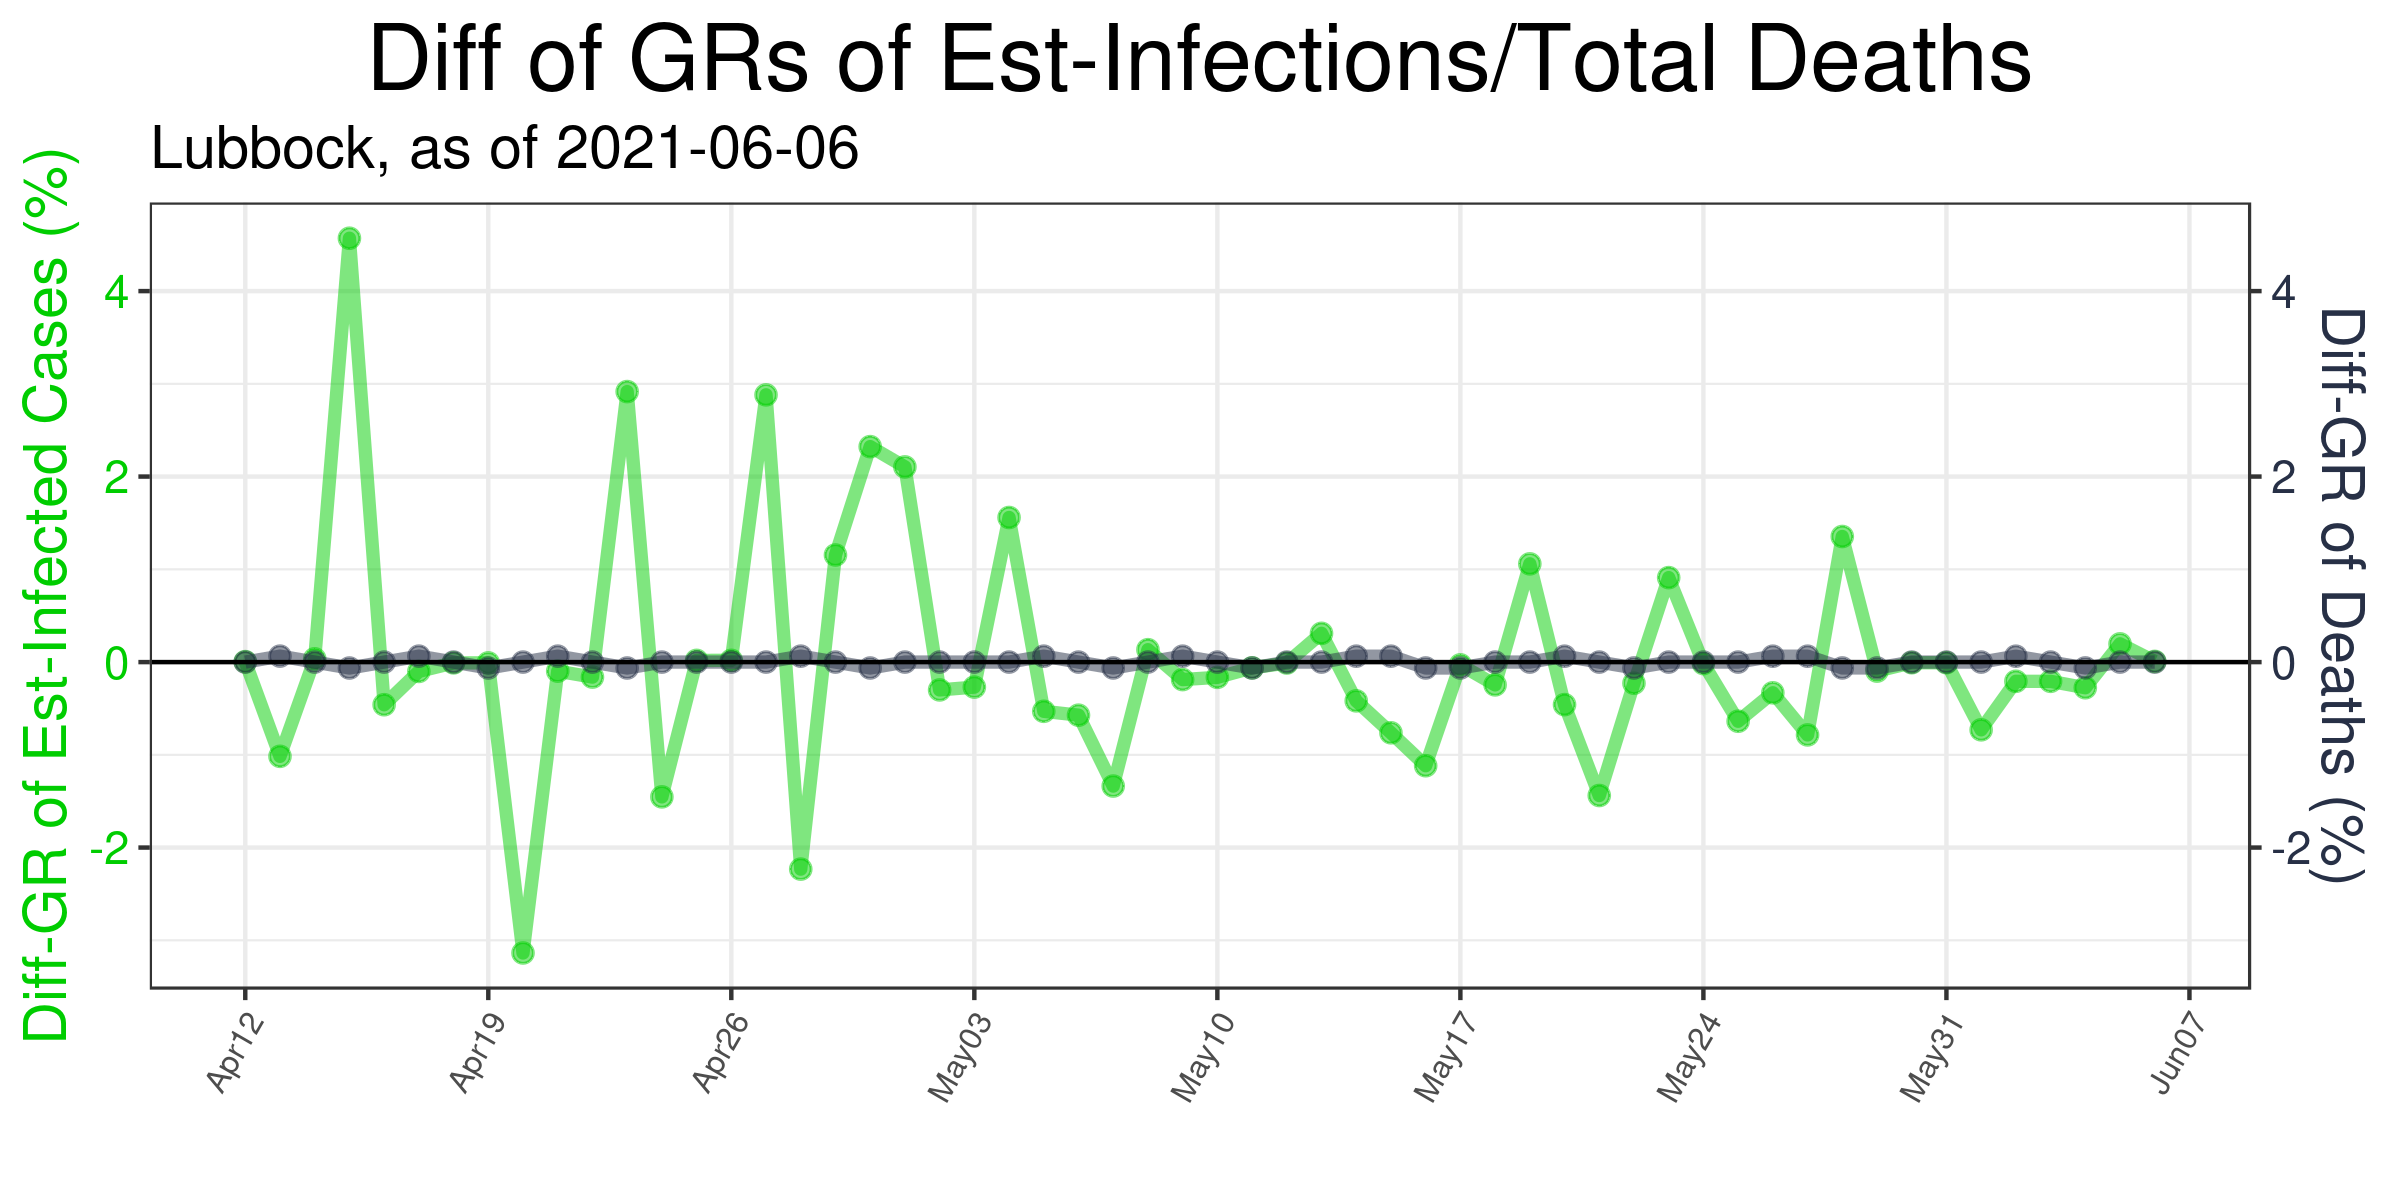 Diff of GRs of Est-Infections/Total Deaths
Lubbock, as of 2021-06-06
Diff-GR of Est-Infected Cases (%)
4
2
0
-2
4
2
0
-2
Diff-GR of Deaths (%)
Apr12
Apr19
Apr26
May03
May10
May17
May24
May31
Jun07